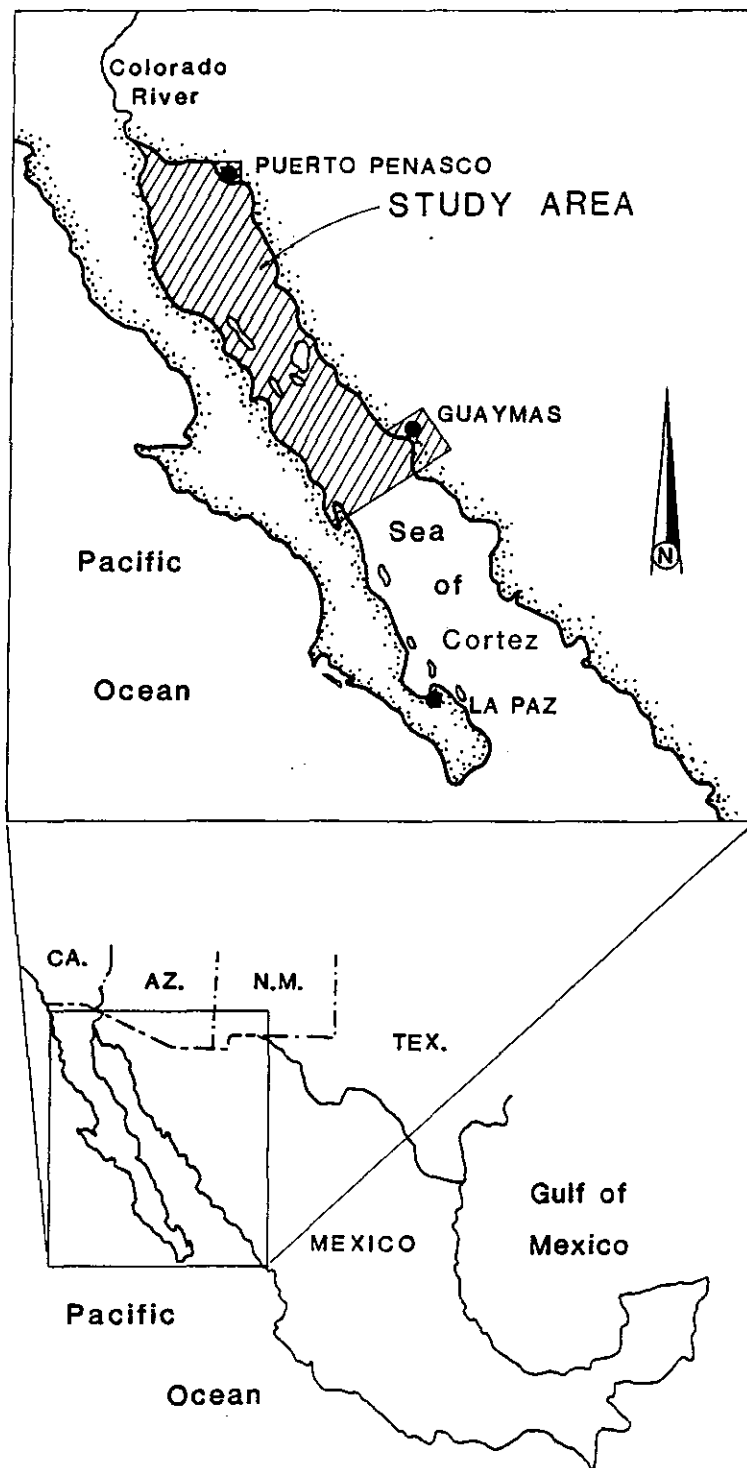 Colorado
River
PUERTO PENASCO
STUDY AREA
GUAYMAS
N
Sea
of
Cortez
Pacific
Ocean
LA PAZ
CA.
AZ.
N.M.
TEX.
Gulf of
Mexico
MEXICO
Pacific
Ocean